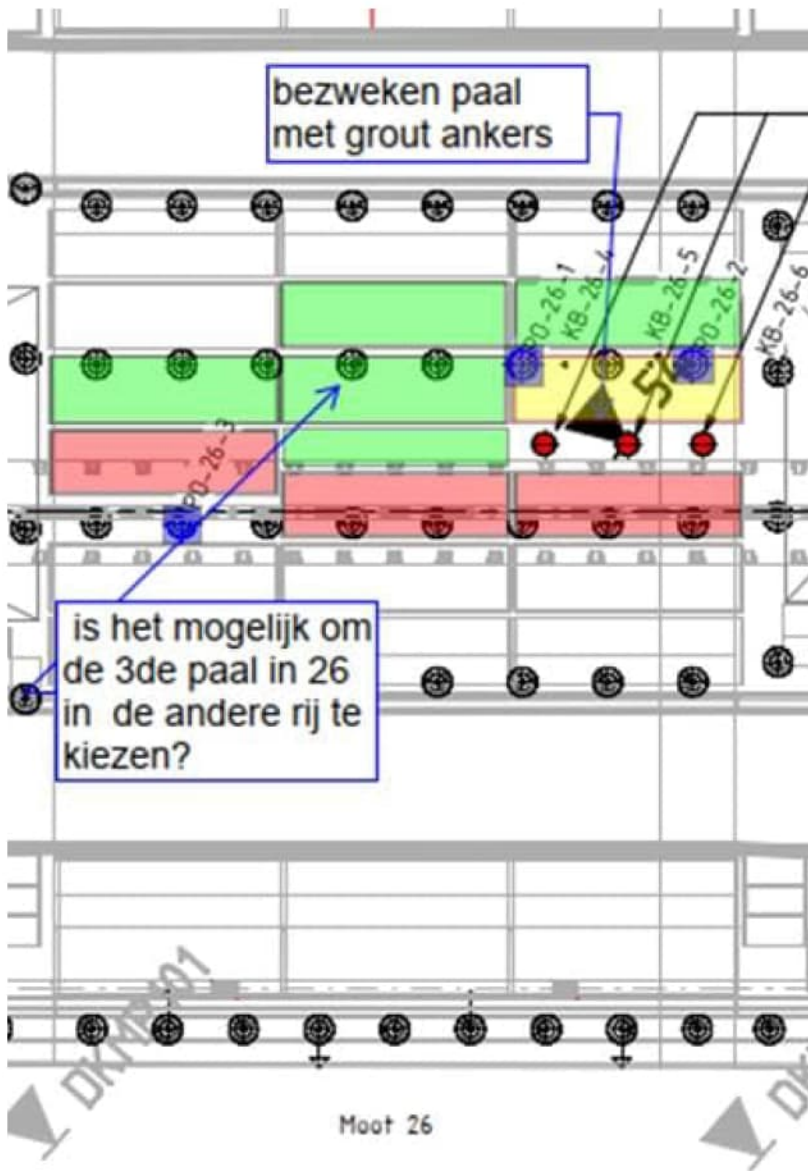 bezweken paal
met grout ankers
PO-26-1
KB-26-4
KB-26-5
PO-26-2
KB-26-6
PO-26-3
is het mogelijk om
de 3de paal in 26
in de andere rij te
kiezen?
Moot 26